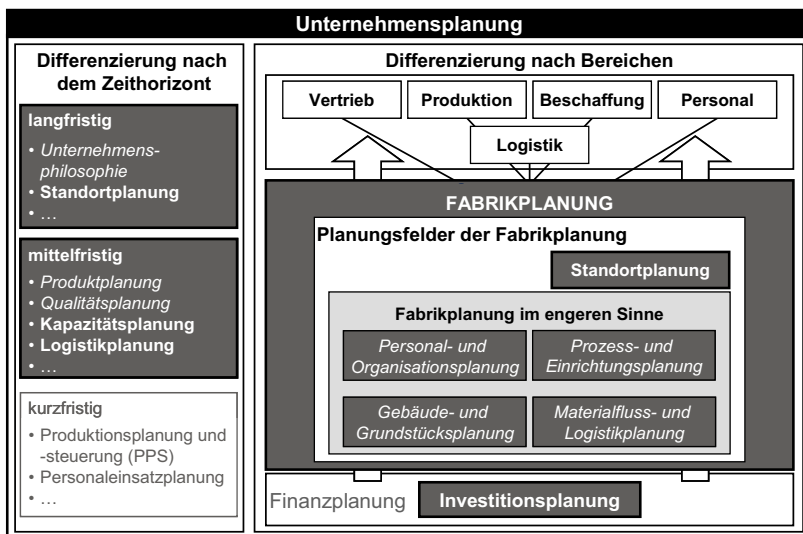 Unternehmensplanung
Differenzierung nach
dem Zeithorizont
langfristig
• Unternehmens-
philosophie
• Standortplanung
• …
mittelfristig
• Produktplanung
• Qualitätsplanung
• Kapazitätsplanung
• Logistikplanung
• …
kurzfristig
• Produktionsplanung und
-steuerung (PPS)
• Personaleinsatzplanung
• …
Differenzierung nach Bereichen
Vertrieb Produktion Beschaffung Personal
Logistik
FABRIKPLANUNG
Planungsfelder der Fabrikplanung
Standortplanung
Fabrikplanung im engeren Sinne
Personal- und
Organisationsplanung
Prozess- und
Einrichtungsplanung
Gebäude- und
Grundstücksplanung
Materialfluss- und
Logistikplanung
Finanzplanung Investitionsplanung